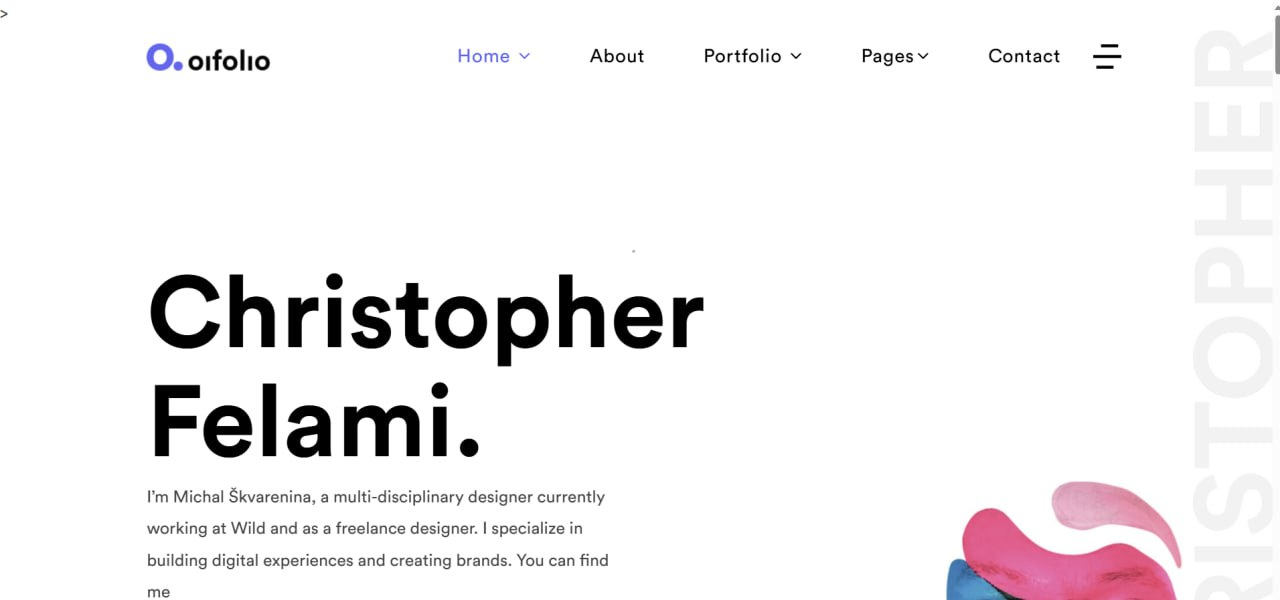 >
oıfolıo
Home
About
Portfolio
Pages
Contact
Christopher
Felami.
I’m Michal Škvarenina, a multi-disciplinary designer currently
working at Wild and as a freelance designer. I specialize in
building digital experiences and creating brands. You can find
me
RISTOPHER